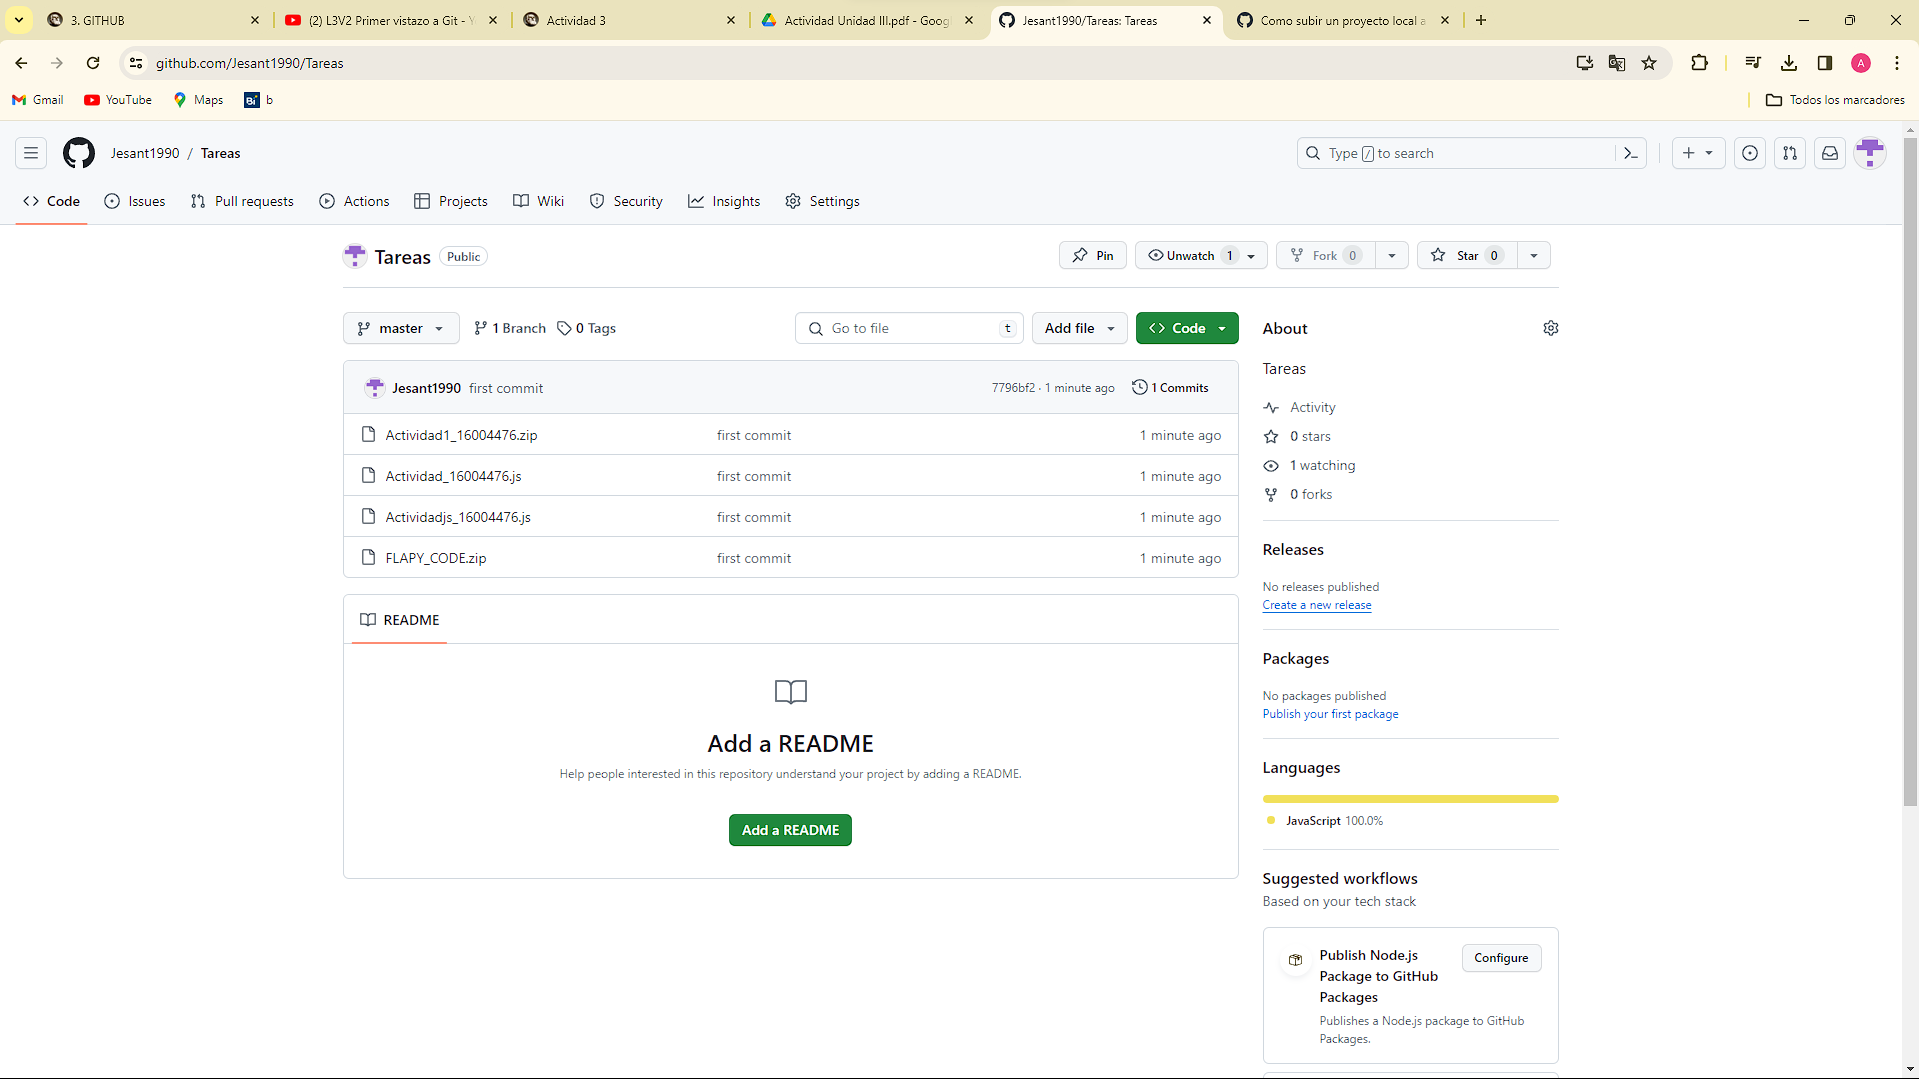 3. GITHUB
(2) L3V2 Primer vistazo a Git - Y
Actividad 3
Actividad Unidad III.pdf - Goog
Jesant1990/Tareas: Tareas
Como subir un proyecto local a
github.com/Jesant1990/Tareas
A
Gmail
YouTube
Maps
Bi b
Todos los marcadores
Jesant1990 / Tareas
Type / to search
Code
Issues
Pull requests
Actions
Projects
Wiki
Security
Insights
Settings
Tareas Public
Pin
Unwatch 1
Fork 0
Star 0
master
1 Branch
0 Tags
Go to file t
Add file
Code
Jesant1990 first commit 7796bf2 · 1 minute ago 1 Commits
Actividad1_16004476.zip first commit 1 minute ago
Actividad_16004476.js first commit 1 minute ago
Actividadjs_16004476.js first commit 1 minute ago
FLAPY_CODE.zip first commit 1 minute ago
README
Add a README
Help people interested in this repository understand your project by adding a README.
Add a README
About
Tareas
Activity
0 stars
1 watching
0 forks
Releases
No releases published
Create a new release
Packages
No packages published
Publish your first package
Languages
JavaScript 100.0%
Suggested workflows
Based on your tech stack
Publish Node.js
Package to GitHub
Packages
Configure
Publishes a Node.js package to GitHub
Packages.